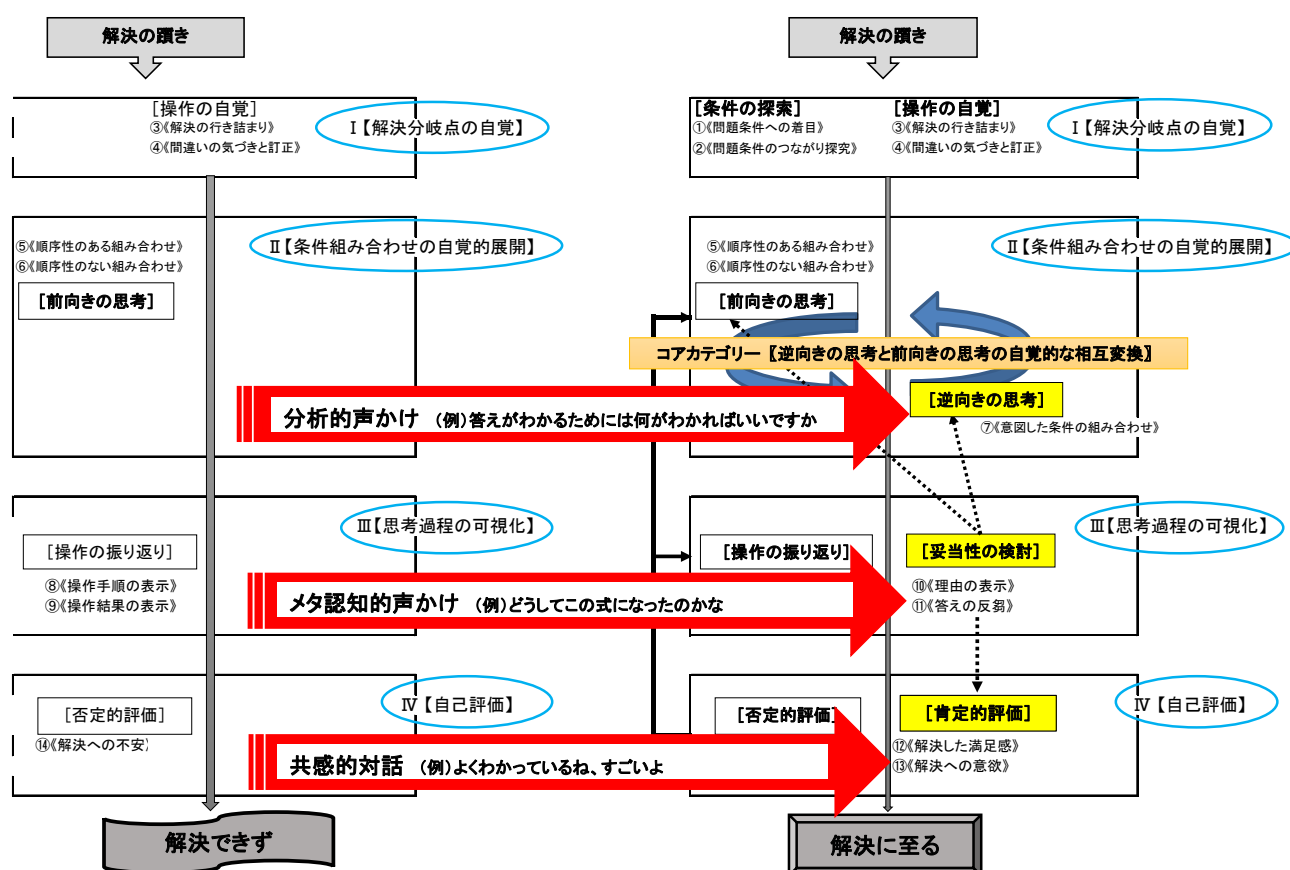 解決の躓き
解決の躓き
[操作の自覚]
③《解決の行き詰まり》
④《間違いの気づきと訂正》
Ⅰ【解決分岐点の自覚】
[条件の探索]
①《問題条件への着目》
②《問題条件のつながり探究》
[操作の自覚]
③《解決の行き詰まり》
④《間違いの気づきと訂正》
Ⅰ【解決分岐点の自覚】
⑤《順序性のある組み合わせ》
⑥《順序性のない組み合わせ》
[前向きの思考]
Ⅱ【条件組み合わせの自覚的展開】
⑤《順序性のある組み合わせ》
⑥《順序性のない組み合わせ》
[前向きの思考]
Ⅱ【条件組み合わせの自覚的展開】
コアカテゴリー〖逆向きの思考と前向きの思考の自覚的な相互変換〗
分析的声かけ (例)答えがわかるためには何がわかればいいですか
[逆向きの思考]
⑦《意図した条件の組み合わせ》
Ⅲ【思考過程の可視化】
[操作の振り返り]
⑧《操作手順の表示》
⑨《操作結果の表示》
Ⅲ【思考過程の可視化】
[操作の振り返り]
[妥当性の検討]
⑩《理由の表示》
⑪《答えの反芻》
メタ認知的声かけ (例)どうしてこの式になったのかな
Ⅳ【自己評価】
[否定的評価]
⑭《解決への不安》
Ⅳ【自己評価】
[否定的評価]
[肯定的評価]
⑫《解決した満足感》
⑬《解決への意欲》
共感的対話 (例)よくわかっているね、すごいよ
解決できず
解決に至る